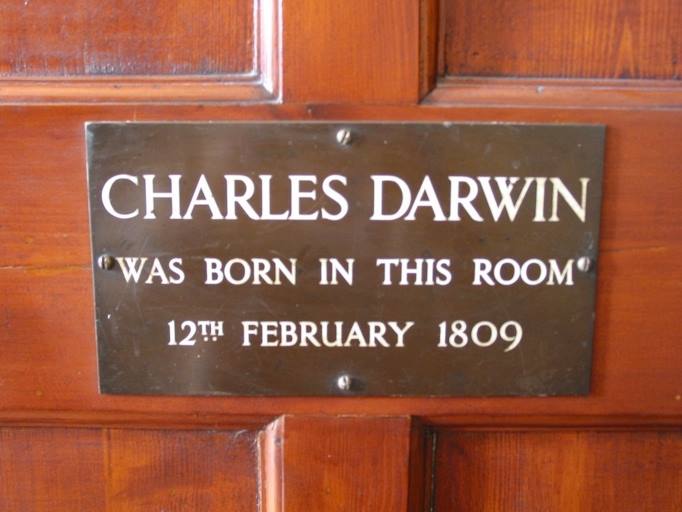 CHARLES DARWIN
WAS BORN IN THIS ROOM
12TH FEBRUARY 1809